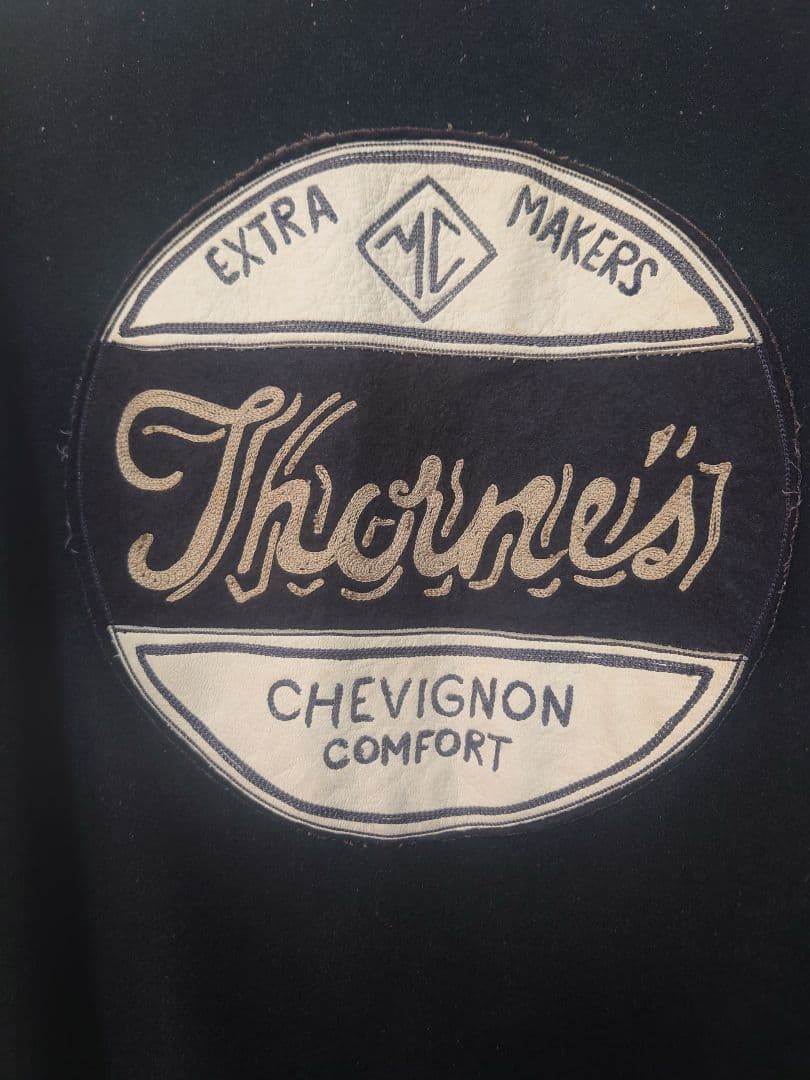 EXTRA MC MAKERS
Thorne's
CHEVIGNON
COMFORT